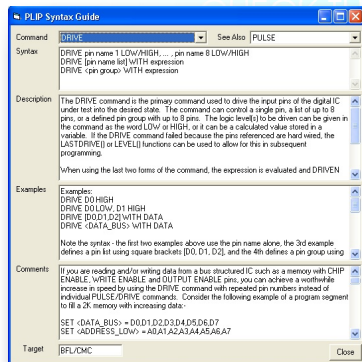 PLIP Syntax Guide
Command DRIVE See Also PULSE
Syntax
DRIVE pin name 1 LOW/HIGH, ... , pin name 8 LOW/HIGH
DRIVE [pin name list] WITH expression
DRIVE <pin group> WITH expression
Description
The DRIVE command is the primary command used to drive the input pins of the digital IC
under test into the desired state. The command can control a single pin, a list of up to 8
pins, or a defined pin group with up to 8 pins. The logic level(s) to be driven can be given in
the command as the word LOW or HIGH, or it can be a calculated value stored in a
variable. If the DRIVE command failed because the pins referenced are hard wired, the
LASTDRIVE() or LEVEL() functions can be used to allow for this in subsequent
programming.
When using the last two forms of the command, the expression is evaluated and DRIVEN
Examples
Examples:
DRIVE D0 HIGH
DRIVE D0 LOW, D1 HIGH
DRIVE [D0,D1,D2] WITH DATA
DRIVE <DATA_BUS> WITH DATA
Note the syntax - the first two examples above use the pin name alone, the 3rd example
defines a pin list using square brackets [D0, D1, D2], and the 4th defines a pin group using
Comments
If you are reading and/or writing data from a bus structured IC such as a memory with CHIP
ENABLE, WRITE ENABLE and OUTPUT ENABLE pins, you can achieve a worthwhile
increase in speed by using the DRIVE command with repeated pin numbers instead of
individual PULSE/DRIVE commands. Consider the following example of a program segment
to fill a 2K memory with increasing data:-
SET <DATA_BUS> = D0,D1,D2,D3,D4,D5,D6,D7
SET <ADDRESS_LOW> = A0,A1,A2,A3,A4,A5,A6,A7
Target BFL/CMC Close